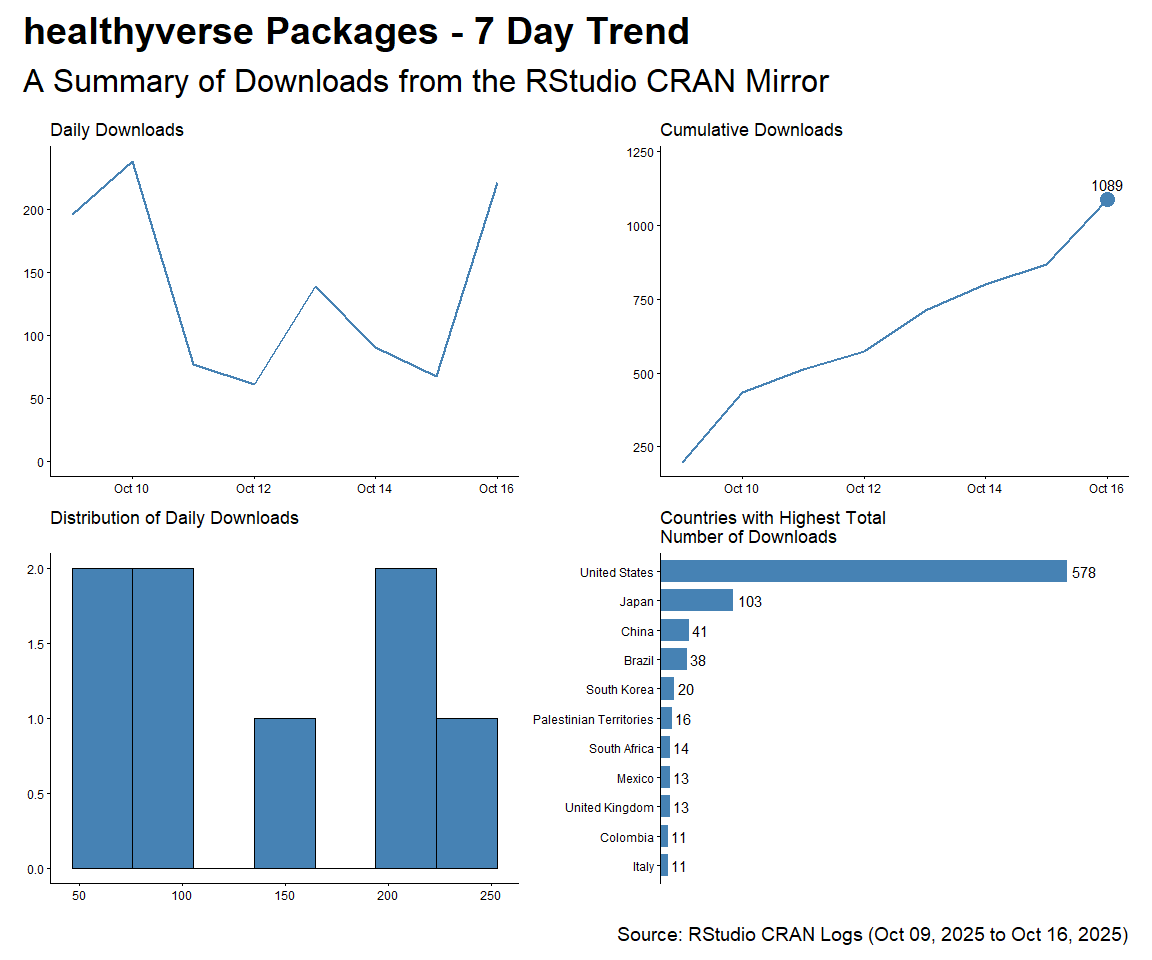 healthyverse Packages - 7 Day Trend
A Summary of Downloads from the RStudio CRAN Mirror
Daily Downloads
200
150
100
50
0
Oct 10
Oct 12
Oct 14
Oct 16
Cumulative Downloads
1250
1000
750
500
250
1089
Oct 10
Oct 12
Oct 14
Oct 16
Distribution of Daily Downloads
2.0
1.5
1.0
0.5
0.0
50
100
150
200
250
Countries with Highest Total
Number of Downloads
United States 578
Japan 103
China 41
Brazil 38
South Korea 20
Palestinian Territories 16
South Africa 14
Mexico 13
United Kingdom 13
Colombia 11
Italy 11
Source: RStudio CRAN Logs (Oct 09, 2025 to Oct 16, 2025)